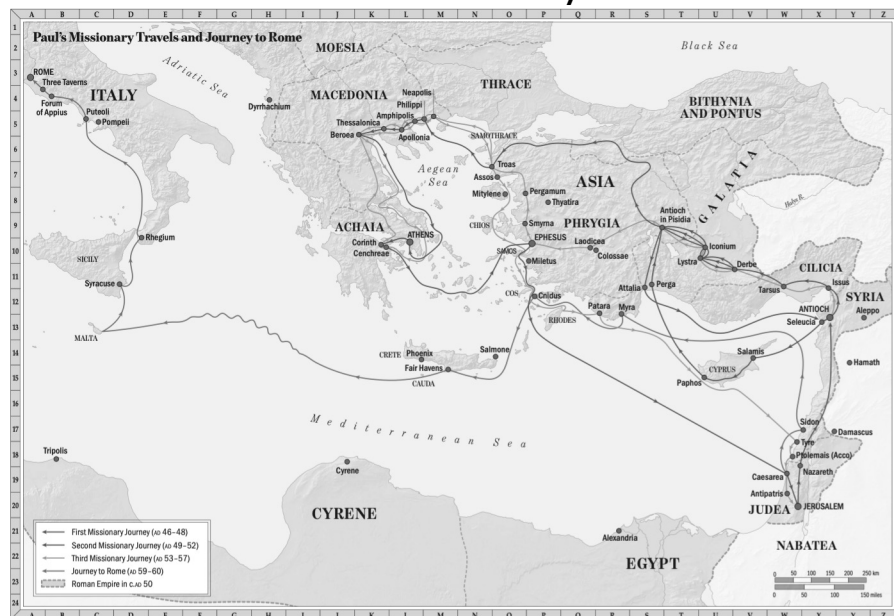 A B C D E F G H J K L M N O P Q R S T U V W X Y Z
1
2
3
4
5
6
7
8
9
10
11
12
13
14
15
16
17
18
19
20
21
22
23
24
Paul's Missionary Travels and Journey to Rome
MOESIA
Black Sea
Adriatic Sea
ROME
Three Taverns
Forum
of Appius
ITALY
Puteoli
Pompeii
Dyrrhachium
MACEDONIA
THRACE
Neapolis
Philippi
Amphipolis
Thessalonica
Apollonia
Beroea
SAMOTHRACE
BITHYNIA
AND PONTUS
GALATIA
Halys R.
Troas
Assos
Mitylene
Aegean
Sea
ASIA
Pergamum
Thyatira
PHRYGIA
Smyrna
CHIOS
EPHESUS
SAMOS
Laodicea
Colossae
Miletus
Antioch
in Pisidia
Iconium
Lystra
Derbe
ACHAIA
Corinth
Cenchreae
ATHENS
Rhegium
SICILY
Syracuse
MALTA
CILICIA
Tarsus
Issus
SYRIA
ANTIOCH
Seleucia
Aleppo
Attalia
Perga
Cnidus
COS
RHODES
Patara
Myra
CRETE
Phoenix
Salmone
Fair Havens
CAUDA
Salamis
CYPRUS
Paphos
Hamath
Mediterranean Sea
Sidon
Tyre
Damascus
Ptolemais (Acco)
Nazareth
Caesarea
Antipatris
JUDEA
JERUSALEM
NABATEA
Tripolis
Cyrene
CYRENE
Alexandria
EGYPT
First Missionary Journey (AD 46–48)
Second Missionary Journey (AD 49–52)
Third Missionary Journey (AD 53–57)
Journey to Rome (AD 59–60)
Roman Empire in c.AD 50
0 50 100 150 200 250 km
0 50 100 150 miles